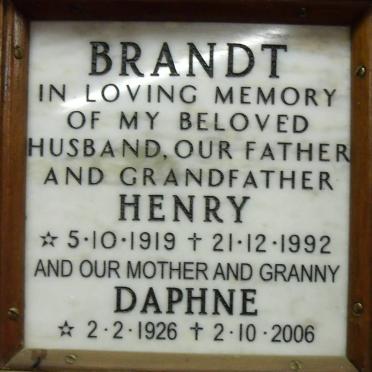 BRANDT
IN LOVING MEMORY
OF MY BELOVED
HUSBAND, OUR FATHER
AND GRANDFATHER
HENRY
☆ 5·10·1919 ✝ 21·12·1992
AND OUR MOTHER AND GRANNY
DAPHNE
☆ 2·2·1926 ✝ 2·10·2006